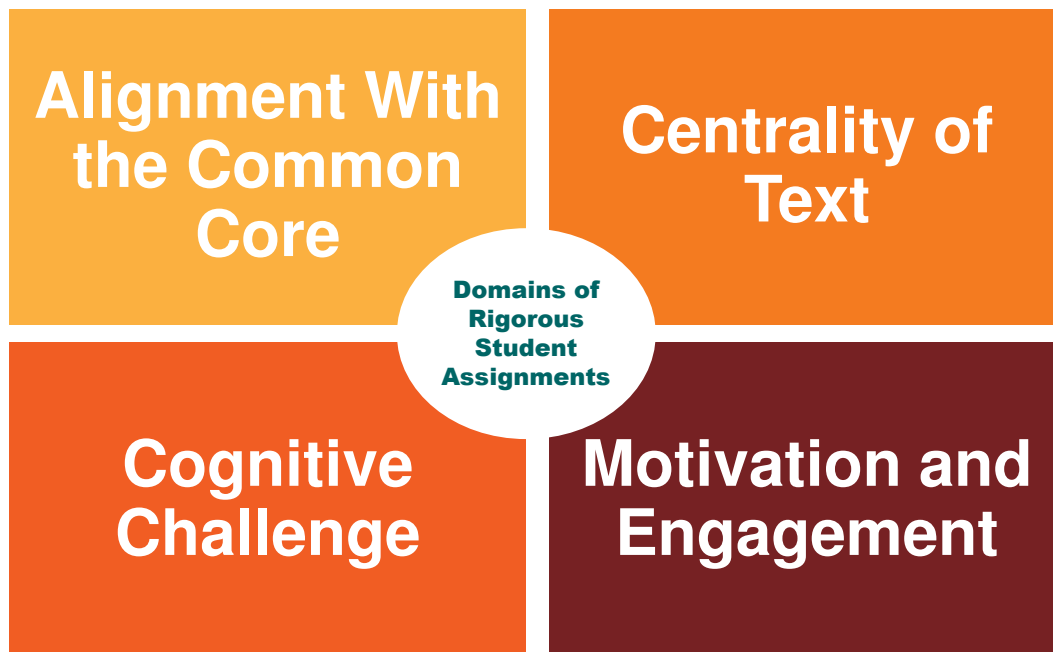 Alignment With
the Common
Core
Centrality of
Text
Domains of
Rigorous
Student
Assignments
Cognitive
Challenge
Motivation and
Engagement